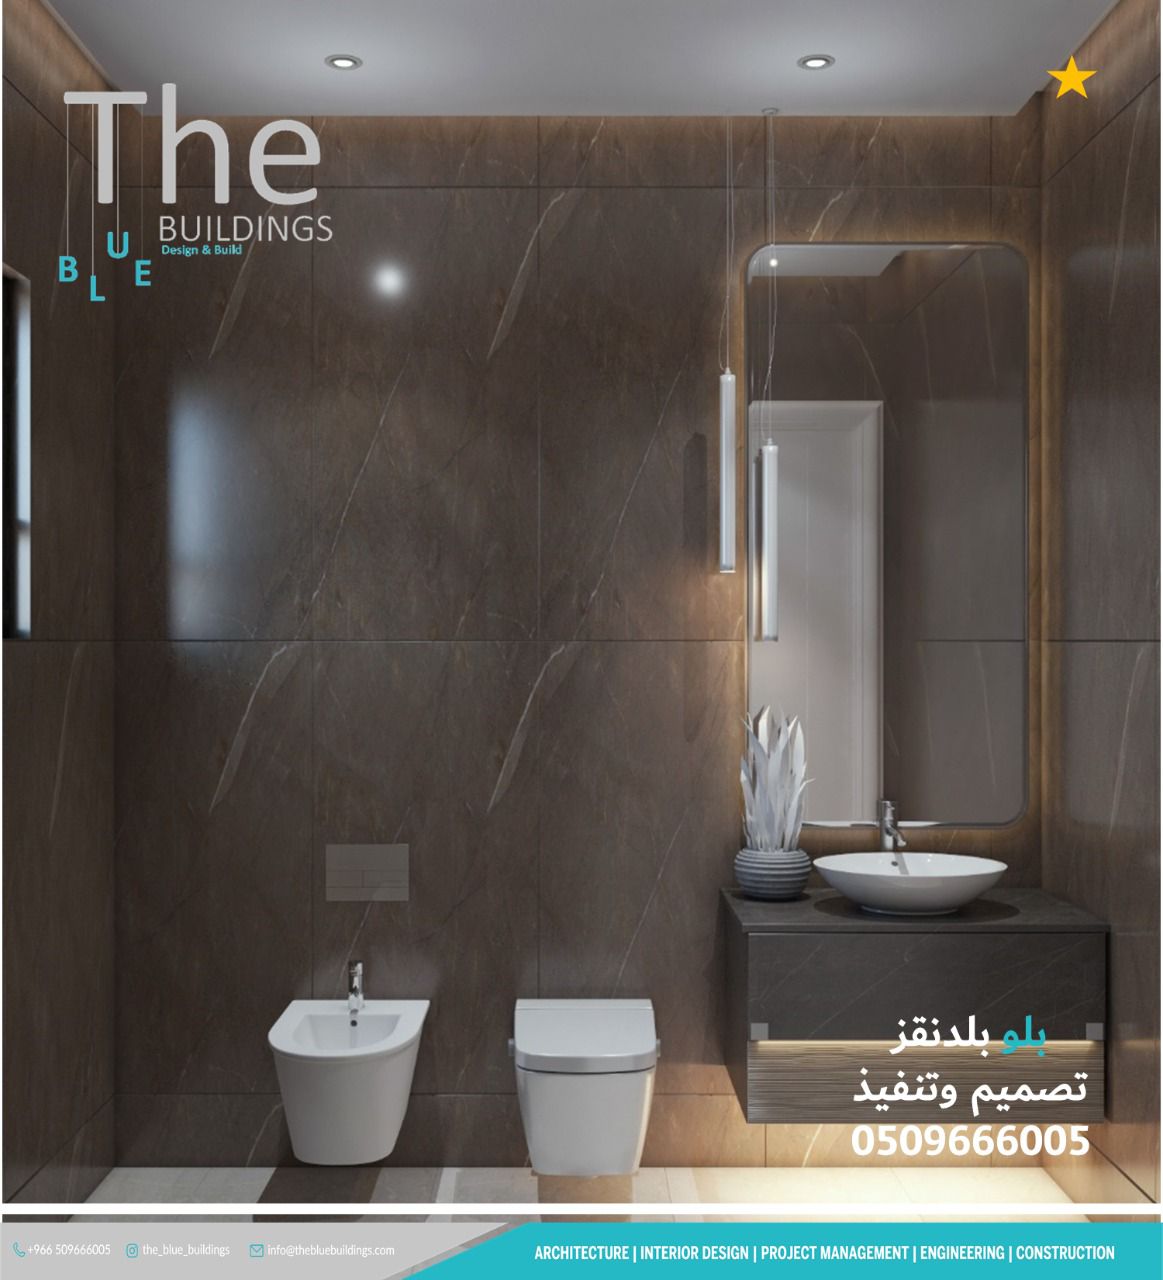 The
BUILDINGS
Design & Build
BLUE
بلو بلدنقز
تصميم وتنفيذ
0509666005
+966 509666005 the_blue_buildings info@thebluebuildings.com
ARCHITECTURE | INTERIOR DESIGN | PROJECT MANAGEMENT | ENGINEERING | CONSTRUCTION